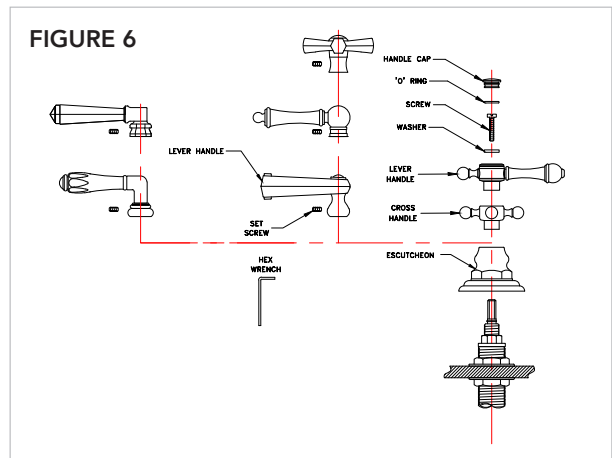 FIGURE 6
HANDLE CAP
'O' RING
SCREW
WASHER
LEVER HANDLE
LEVER
HANDLE
CROSS
HANDLE
SET
SCREW
ESCUTCHEON
HEX
WRENCH